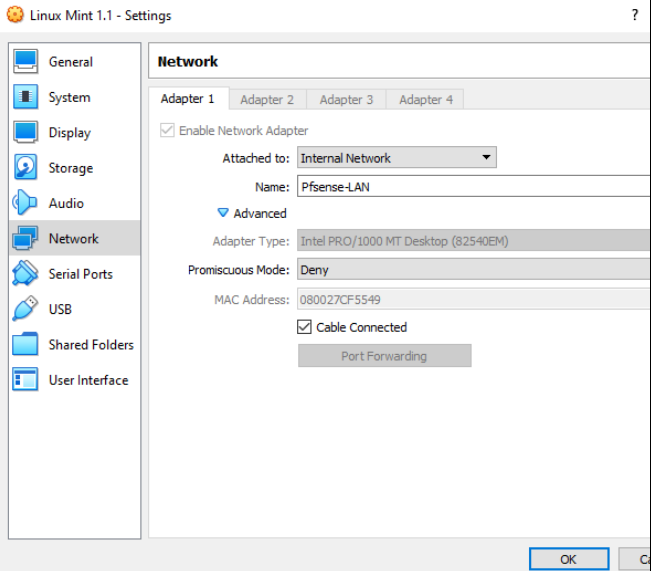 Linux Mint 1.1 - Settings ?
General
System
Display
Storage
Audio
Network
Serial Ports
USB
Shared Folders
User Interface
Network
Adapter 1 Adapter 2 Adapter 3 Adapter 4
Enable Network Adapter
Attached to: Internal Network
Name: Pfsense-LAN
Advanced
Adapter Type: Intel PRO/1000 MT Desktop (82540EM)
Promiscuous Mode: Deny
MAC Address: 080027CF5549
Cable Connected
Port Forwarding
OK